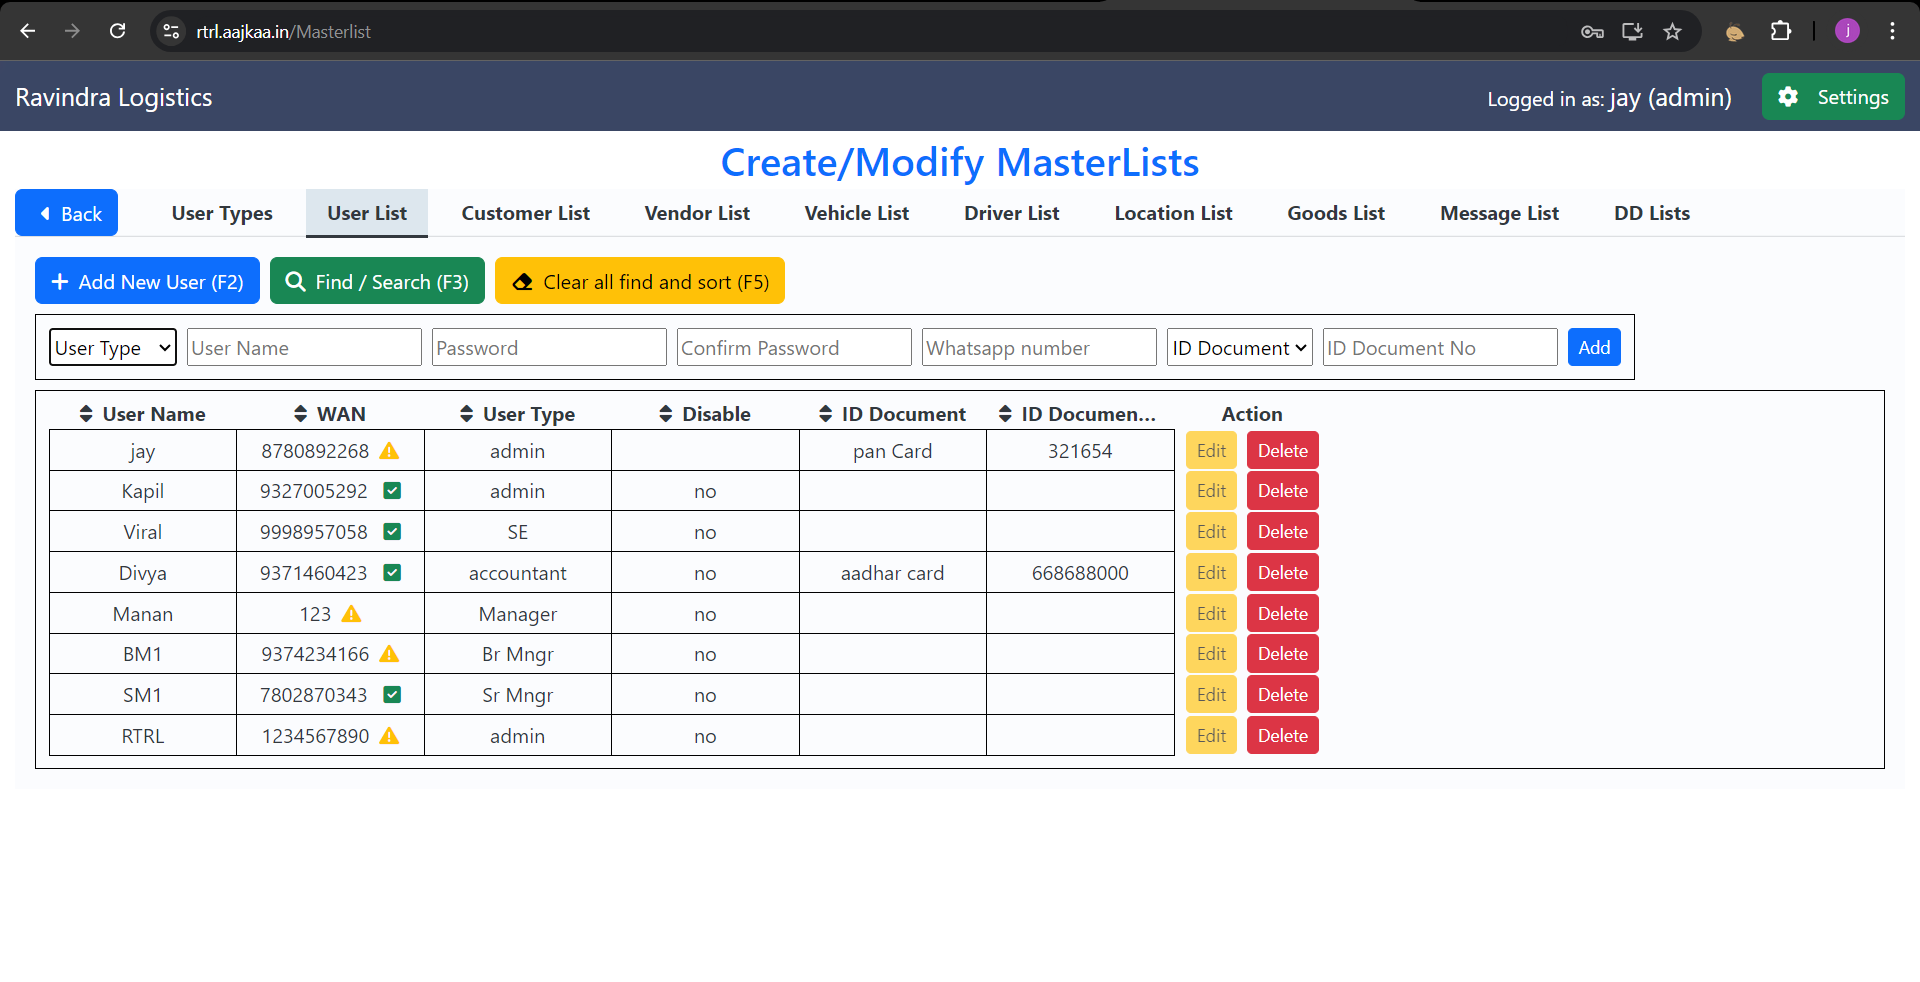 rtrl.aajkaa.in/Masterlist
j
Ravindra Logistics
Logged in as: jay (admin)
Settings
Create/Modify MasterLists
Back User Types User List Customer List Vendor List Vehicle List Driver List Location List Goods List Message List DD Lists
Add New User (F2) Find / Search (F3) Clear all find and sort (F5)
User Type User Name Password Confirm Password Whatsapp number ID Document ID Document No Add
User Name WAN User Type Disable ID Document ID Documen... Action
jay 8780892268 admin pan Card 321654 Edit Delete
Kapil 9327005292 admin no Edit Delete
Viral 9998957058 SE no Edit Delete
Divya 9371460423 accountant no aadhar card 668688000 Edit Delete
Manan 123 Manager no Edit Delete
BM1 9374234166 Br Mngr no Edit Delete
SM1 7802870343 Sr Mngr no Edit Delete
RTRL 1234567890 admin no Edit Delete